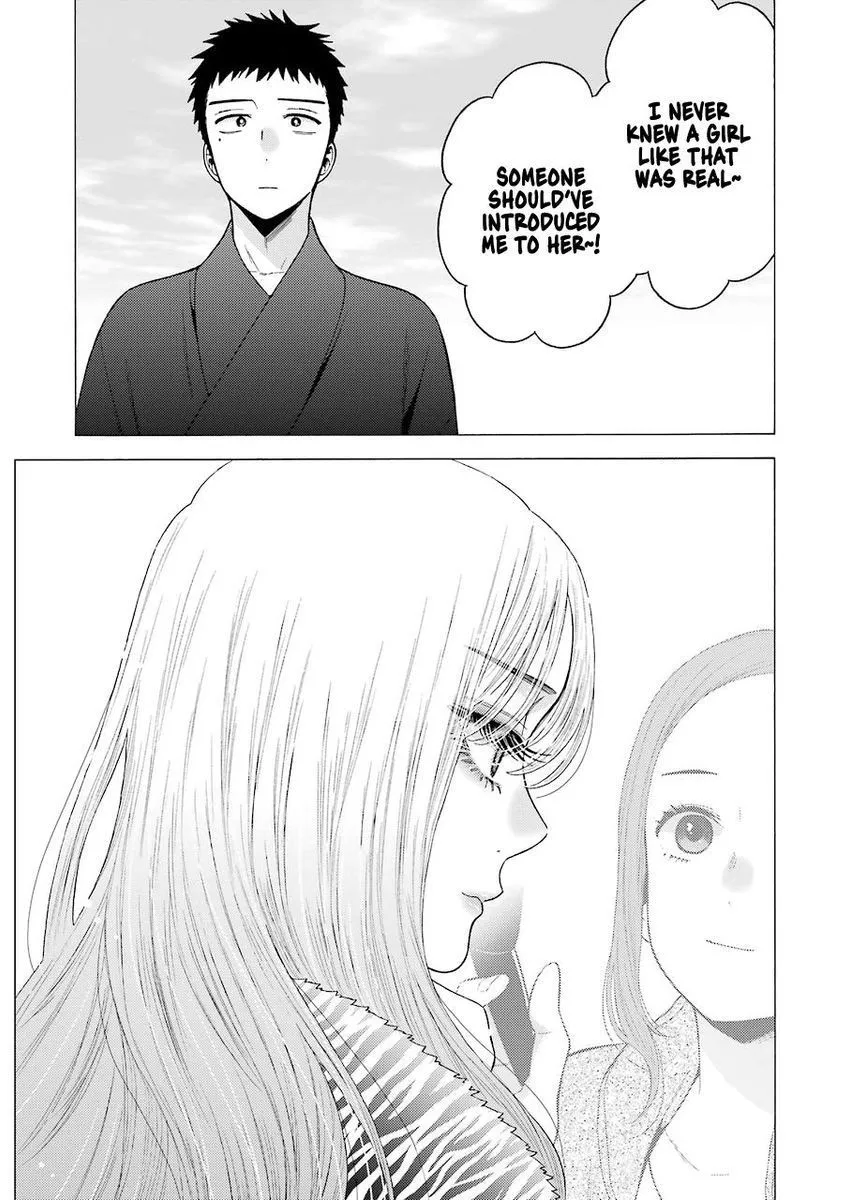 I NEVER
KNEW A GIRL
LIKE THAT
WAS REAL~
SOMEONE
SHOULD'VE
INTRODUCED
ME TO HER~!